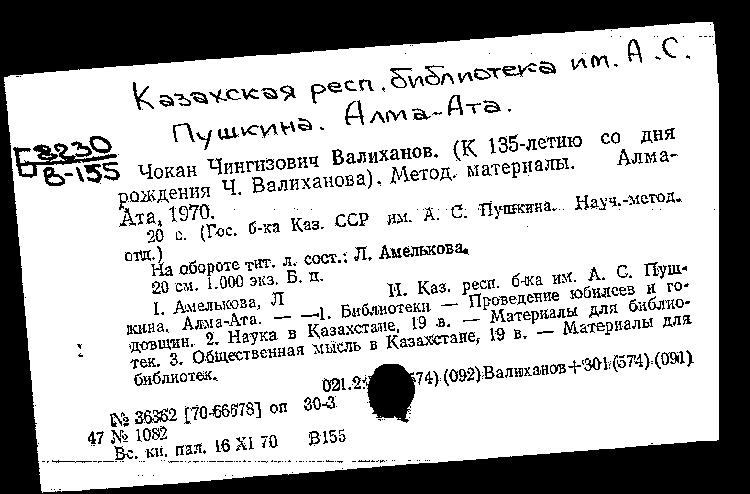 Казахская респ. библиотека им. А. С.
Пушкина. Алма-Ата.
Е8230
В-155
Чокан Чингизович Валиханов. (К 135-летию со дня
рождения Ч. Валиханова). Метод. материалы. Алма-
Ата, 1970.
20 с. (Гос. б-ка Каз. ССР им. А. С. Пушкина. Науч.-метод.
отд.)
На обороте тит. л. сост.: Л. Амелькова.
20 см. 1.000 экз. Б. ц.
I. Амелькова, Л II. Каз. респ. б-ка им. А. С. Пуш-
кина. Алма-Ата. — —1. Библиотеки — Проведение юбилеев и го-
довщин. 2. Наука в Казахстане, 19 в. — Материалы для библио-
тек. 3. Общественная мысль в Казахстане, 19 в. — Материалы для
библиотек.
021.2 74) (092) Валиханов+301 (574) (091)
№ 36362 [70-66678] оп 30-3
47 № 1082
Вс. кн. пал. 16 XI 70 В155